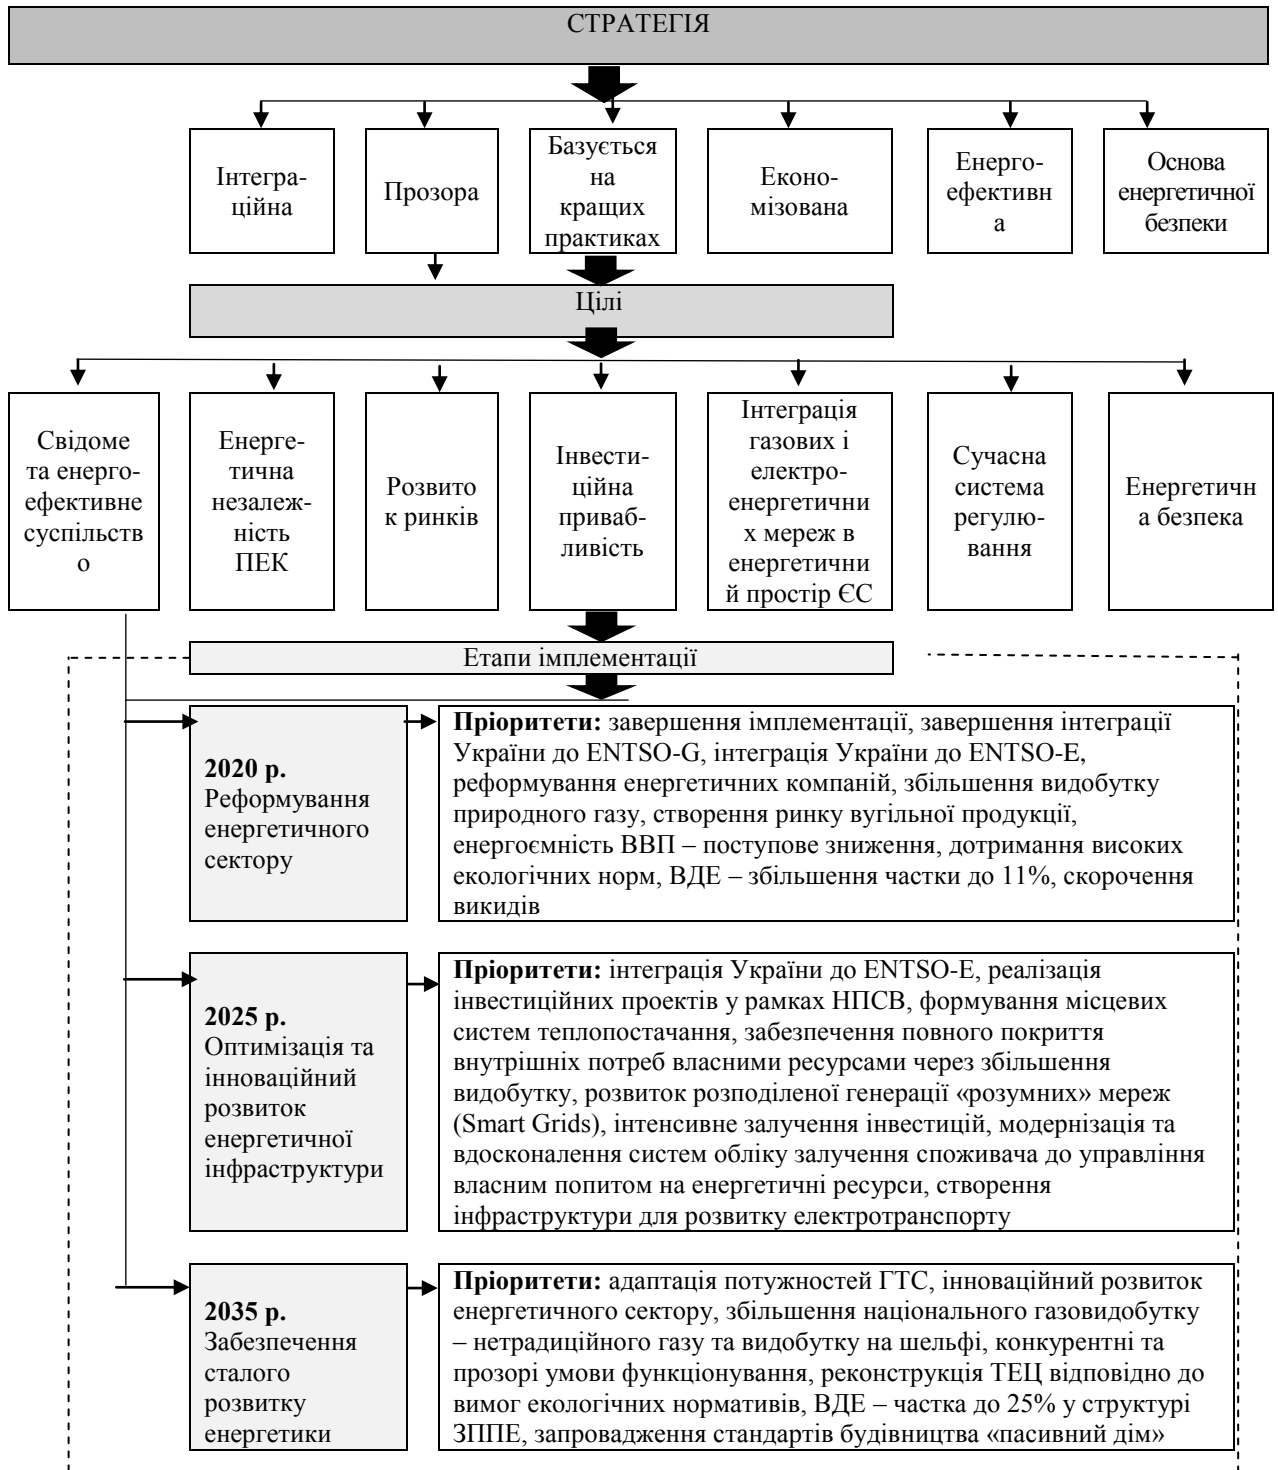 СТРАТЕГІЯ
Інтегра-
ційна
Прозора
Базується
на
кращих
практиках
Еконо-
мізована
Енерго-
ефективн
а
Основа
енергетичної
безпеки
Цілі
Свідоме
та енерго-
ефективне
суспільств
о
Енерге-
тична
незалеж-
ність
ПЕК
Розвито
к ринків
Інвести-
ційна
приваб-
ливість
Інтеграція
газових і
електро-
енергетични
х мереж в
енергетични
й простір ЄС
Сучасна
система
регулю-
вання
Енергетичн
а безпека
Етапи імплементації
2020 р.
Реформування
енергетичного
сектору
Пріоритети: завершення імплементації, завершення інтеграції
України до ENTSO-G, інтеграція України до ENTSO-E,
реформування енергетичних компаній, збільшення видобутку
природного газу, створення ринку вугільної продукції,
енергоємність ВВП – поступове зниження, дотримання високих
екологічних норм, ВДЕ – збільшення частки до 11%, скорочення
викидів
2025 р.
Оптимізація та
інноваційний
розвиток
енергетичної
інфраструктури
Пріоритети: інтеграція України до ENTSO-E, реалізація
інвестиційних проектів у рамках НПСВ, формування місцевих
систем теплопостачання, забезпечення повного покриття
внутрішніх потреб власними ресурсами через збільшення
видобутку, розвиток розподіленої генерації «розумних» мереж
(Smart Grids), інтенсивне залучення інвестицій, модернізація та
вдосконалення систем обліку залучення споживача до управління
власним попитом на енергетичні ресурси, створення
інфраструктури для розвитку електротранспорту
2035 р.
Забезпечення
сталого
розвитку
енергетики
Пріоритети: адаптація потужностей ГТС, інноваційний розвиток
енергетичного сектору, збільшення національного газовидобутку
– нетрадиційного газу та видобутку на шельфі, конкурентні та
прозорі умови функціонування, реконструкція ТЕЦ відповідно до
вимог екологічних нормативів, ВДЕ – частка до 25% у структурі
ЗППЕ, запровадження стандартів будівництва «пасивний дім»